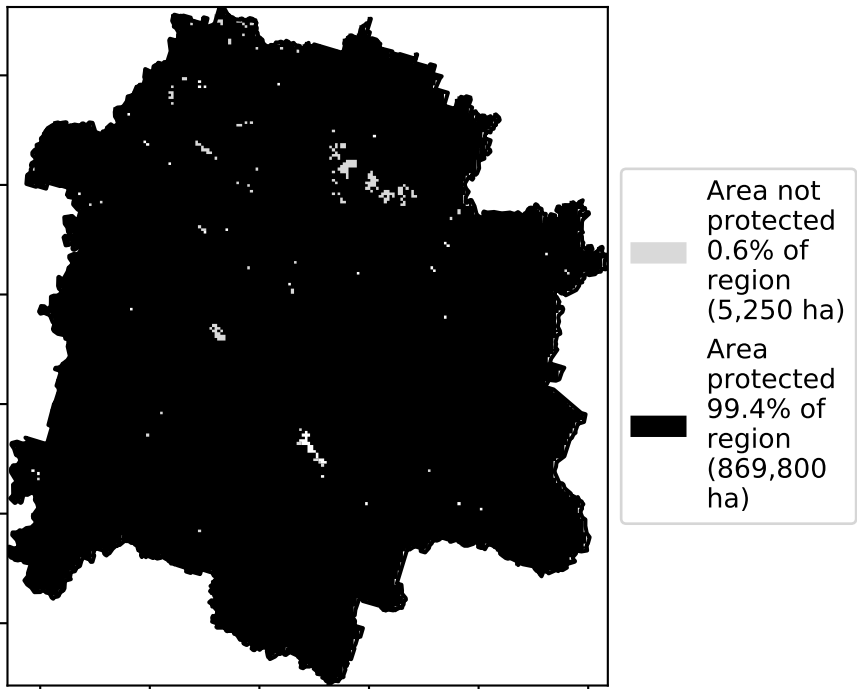 Area not
protected
0.6% of
region
(5,250 ha)
Area
protected
99.4% of
region
(869,800
ha)